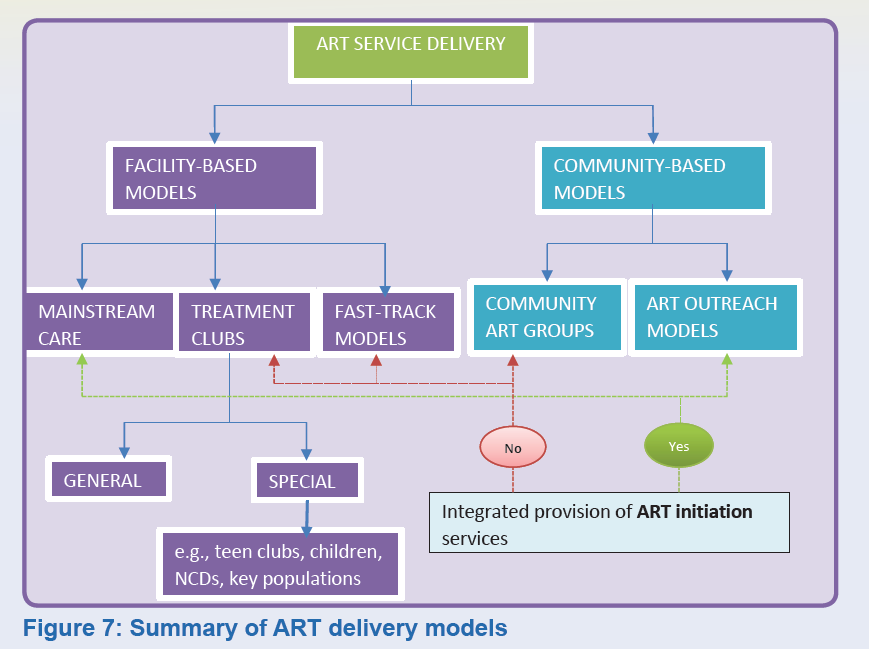 ART SERVICE DELIVERY
FACILITY-BASED
MODELS
COMMUNITY-BASED
MODELS
MAINSTREAM
CARE
TREATMENT
CLUBS
FAST-TRACK
MODELS
COMMUNITY
ART GROUPS
ART OUTREACH
MODELS
No
Yes
GENERAL
SPECIAL
Integrated provision of ART initiation
services
e.g., teen clubs, children,
NCDs, key populations
Figure 7: Summary of ART delivery models